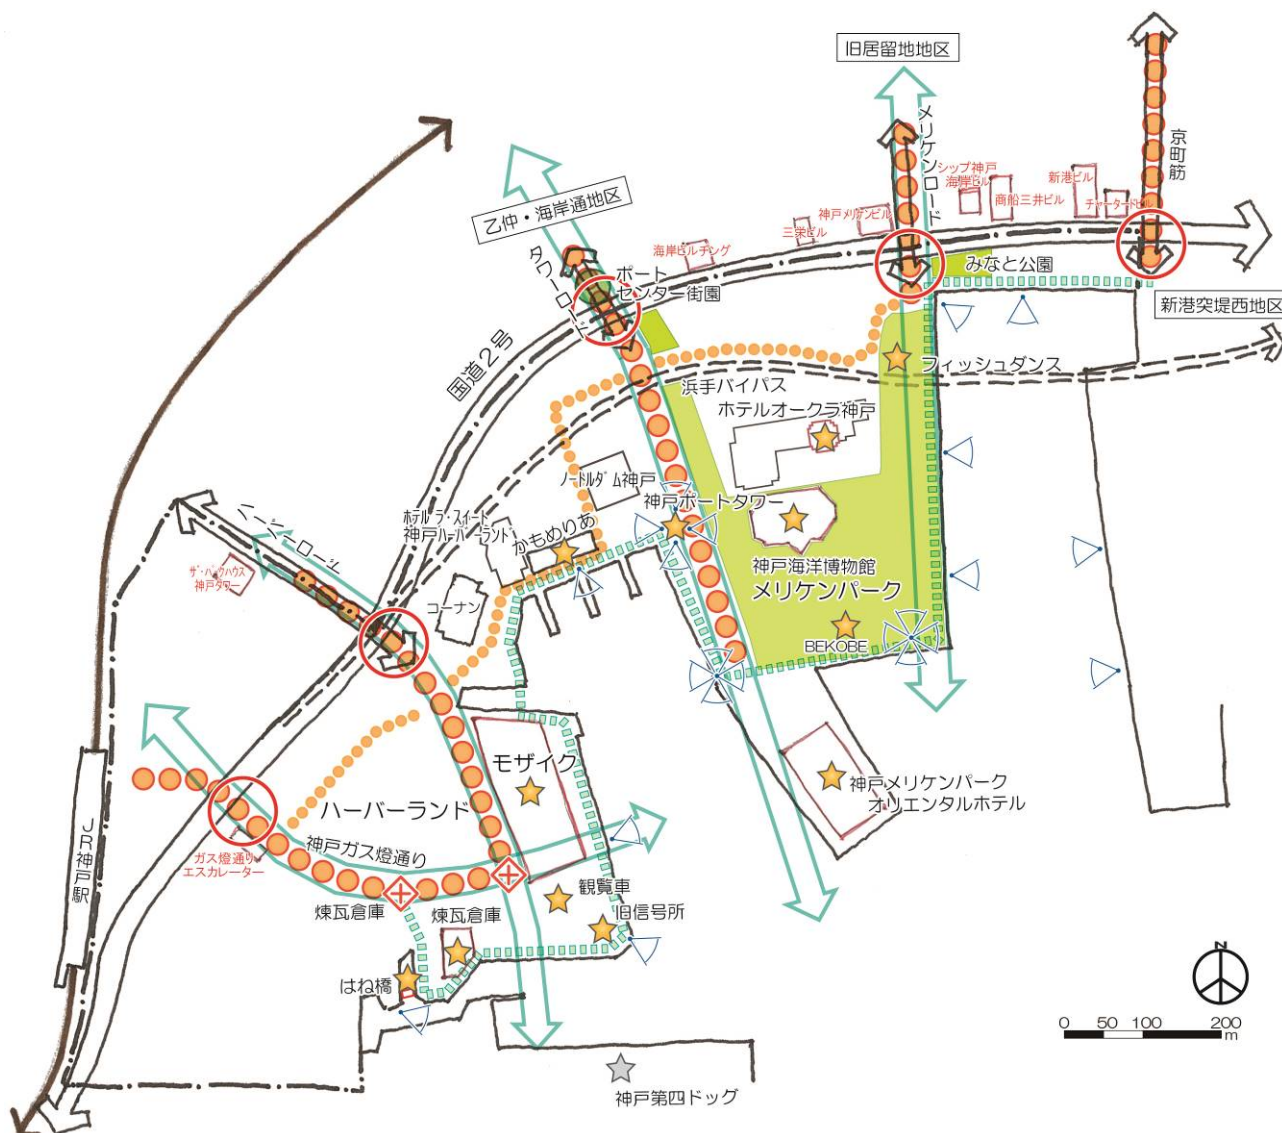 旧居留地地区
メリケンロード
京町筋
シップ神戸
海岸ビル
商船三井ビル
新港ビル
チャータードビル
神戸メリケンビル
三栄ビル
海岸ビルヂング
乙仲・海岸通地区
タワーロード
ポート
センター街園
みなと公園
新港突堤西地区
国道2号
浜手バイパス
フィッシュダンス
ホテルオークラ神戸
ノートルダム神戸
神戸ポートタワー
ホテル ラ・スイート
神戸ハーバーランド
かもめりあ
神戸海洋博物館
メリケンパーク
BEKOBE
ハーバーロード
ザ・パークハウス
神戸タワー
コーナン
モザイク
神戸メリケンパーク
オリエンタルホテル
ハーバーランド
神戸ガス燈通り
ガス燈通り
エスカレーター
JR神戸駅
煉瓦倉庫
煉瓦倉庫
観覧車
旧信号所
はね橋
神戸第四ドッグ
N
0 50 100 200
m